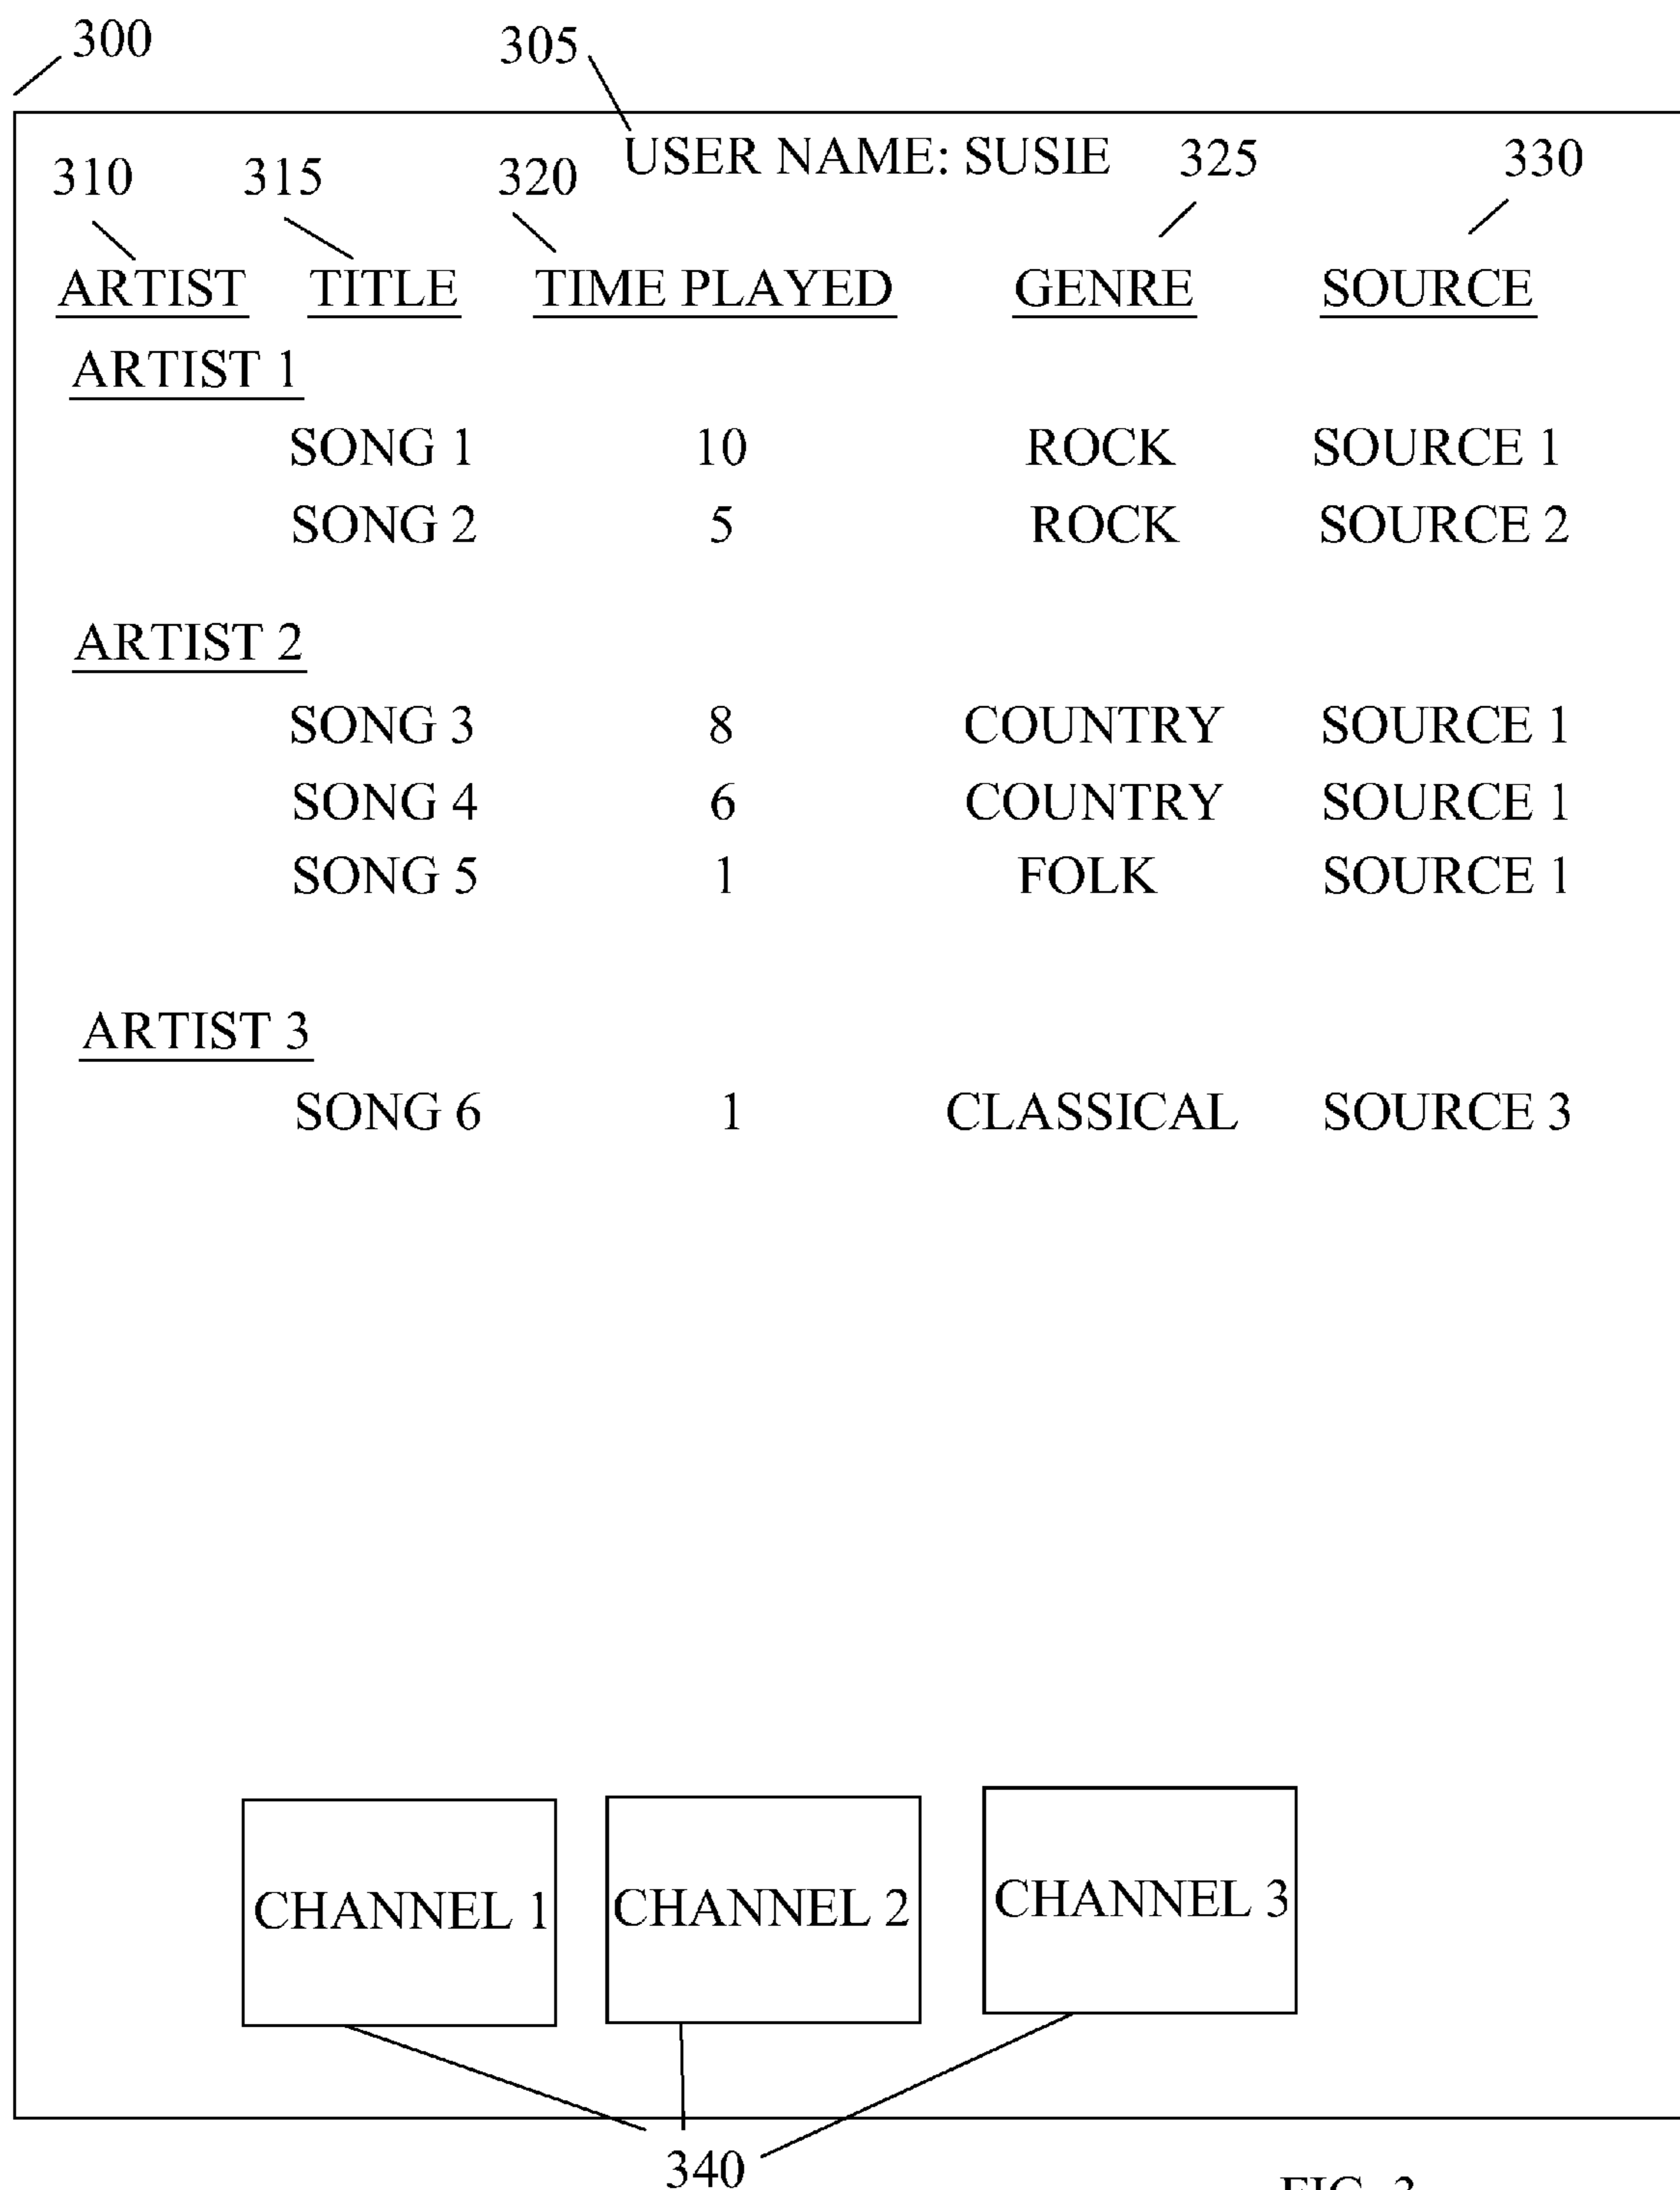 300
305
USER NAME: SUSIE
310 315 320 325 330
ARTIST TITLE TIME PLAYED GENRE SOURCE
ARTIST 1
SONG 1 10 ROCK SOURCE 1
SONG 2 5 ROCK SOURCE 2
ARTIST 2
SONG 3 8 COUNTRY SOURCE 1
SONG 4 6 COUNTRY SOURCE 1
SONG 5 1 FOLK SOURCE 1
ARTIST 3
SONG 6 1 CLASSICAL SOURCE 3
CHANNEL 1 CHANNEL 2 CHANNEL 3
340
FIG. 3